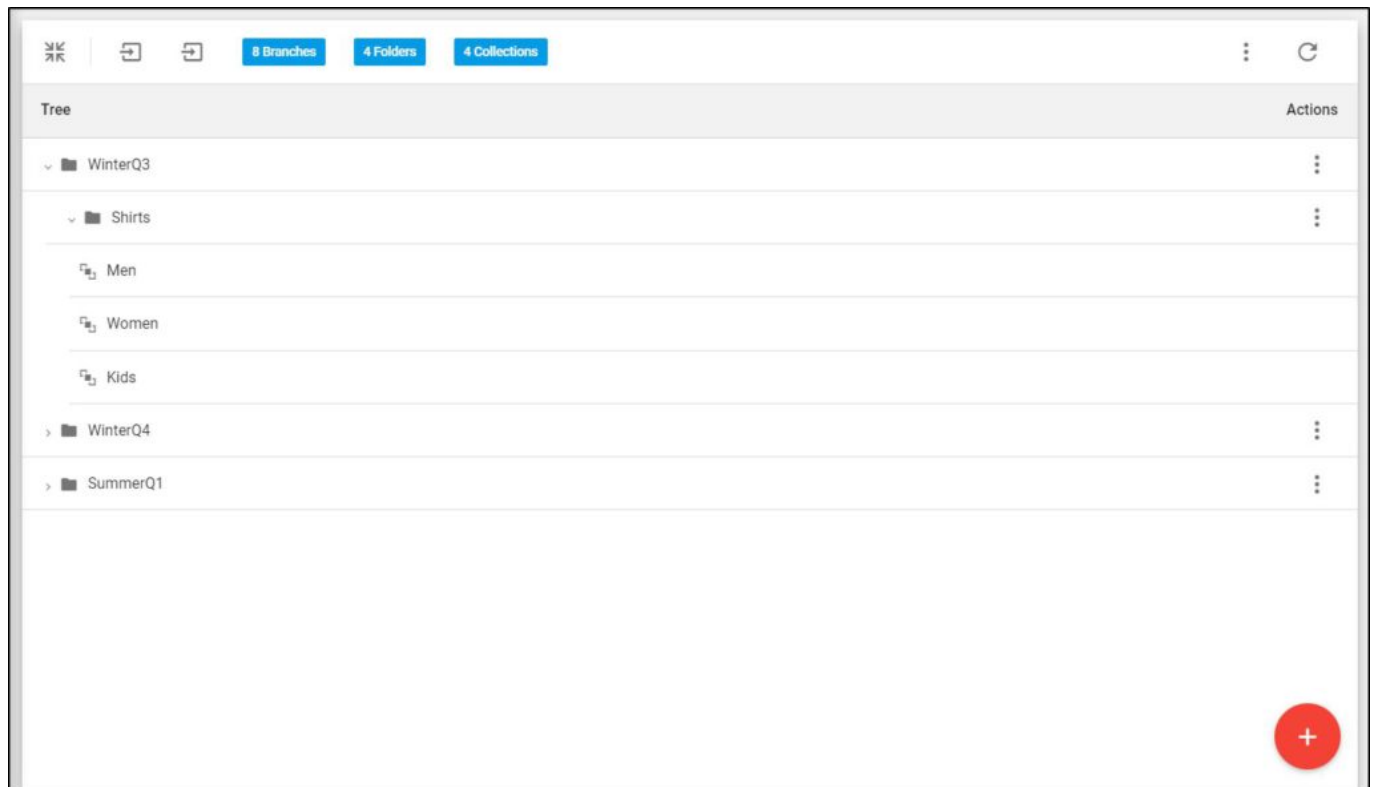 8 Branches 4 Folders 4 Collections
Tree Actions
WinterQ3
Shirts
Men
Women
Kids
WinterQ4
SummerQ1